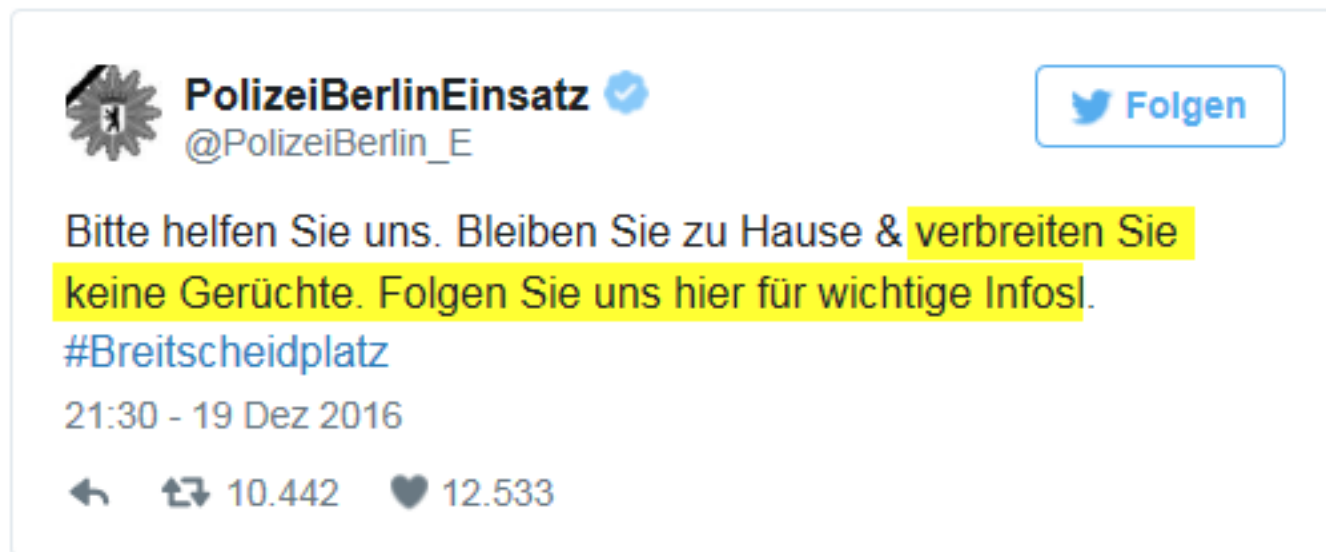 PolizeiBerlinEinsatz
@PolizeiBerlin_E
Folgen
Bitte helfen Sie uns. Bleiben Sie zu Hause & verbreiten Sie
keine Gerüchte. Folgen Sie uns hier für wichtige Infosl.
#Breitscheidplatz
21:30 - 19 Dez 2016
10.442 12.533